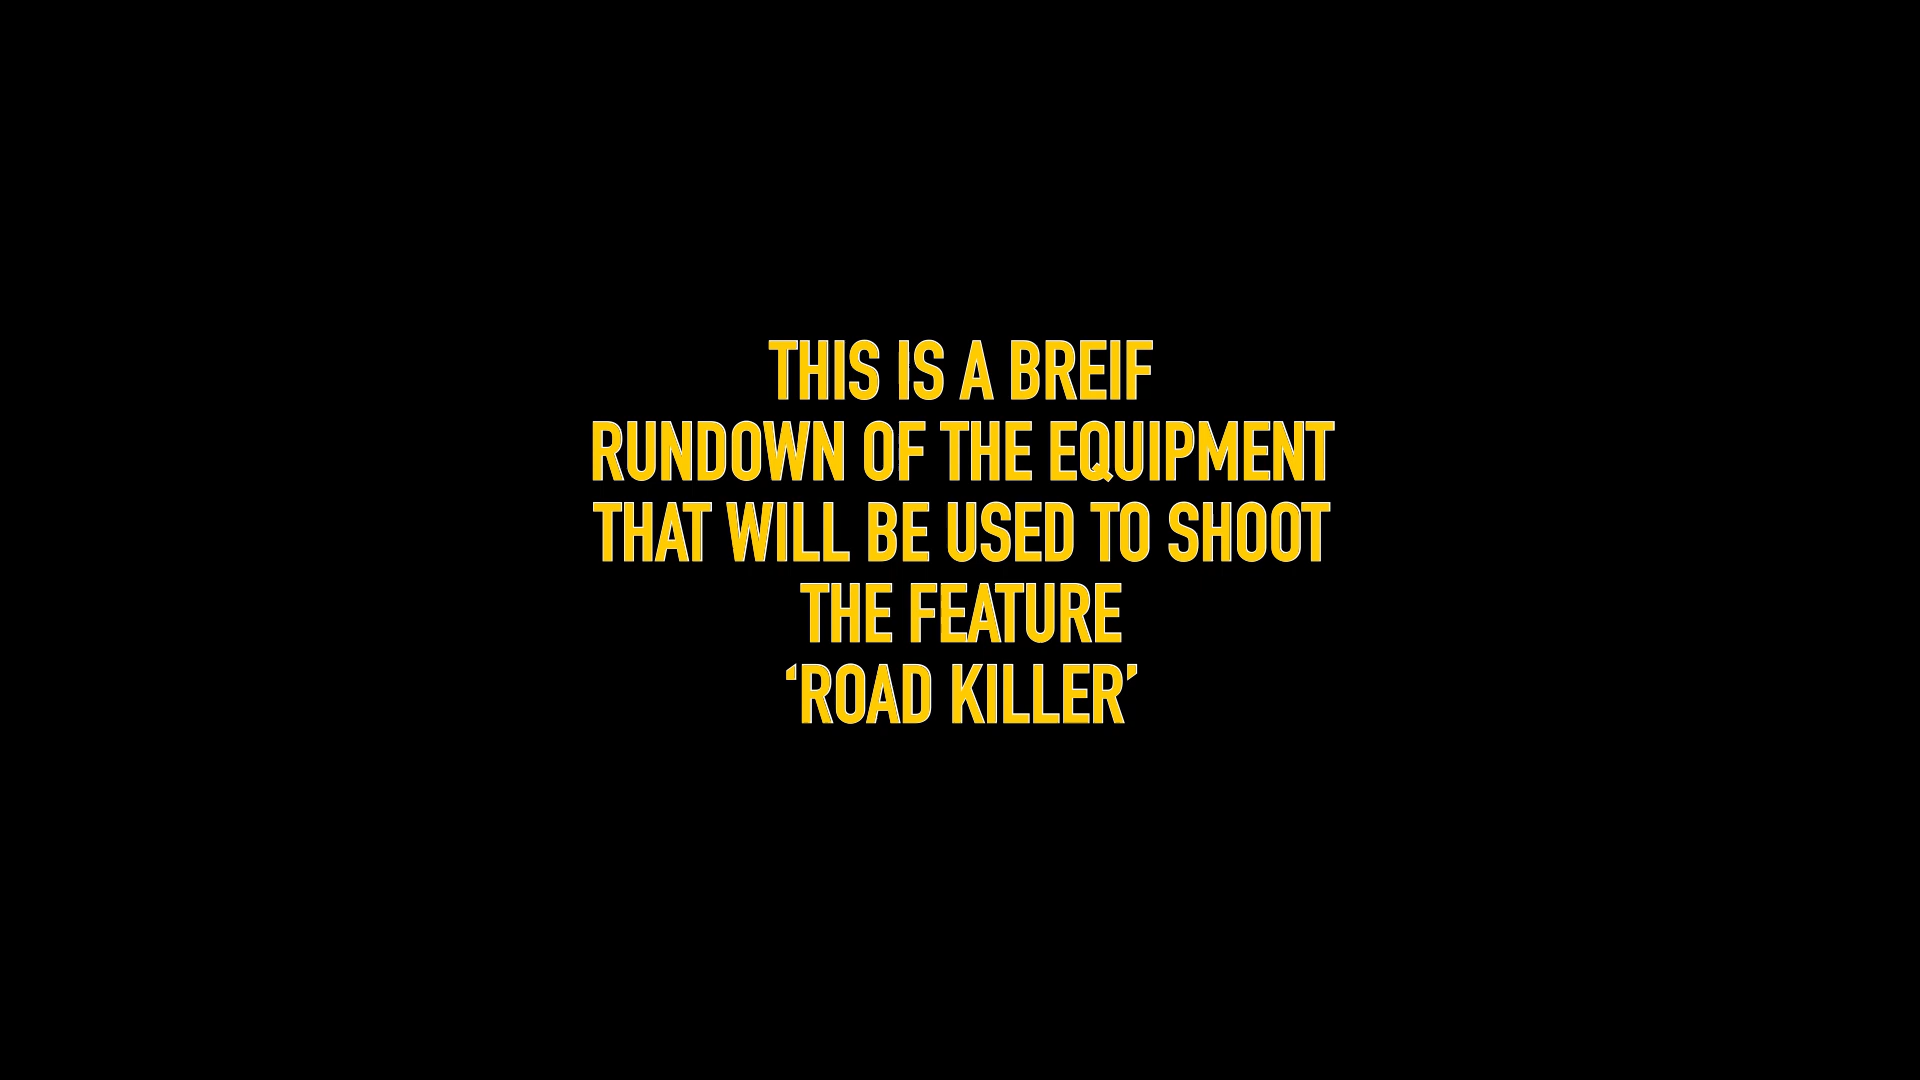 THIS IS A BREIF
RUNDOWN OF THE EQUIPMENT
THAT WILL BE USED TO SHOOT
THE FEATURE
‘ROAD KILLER’